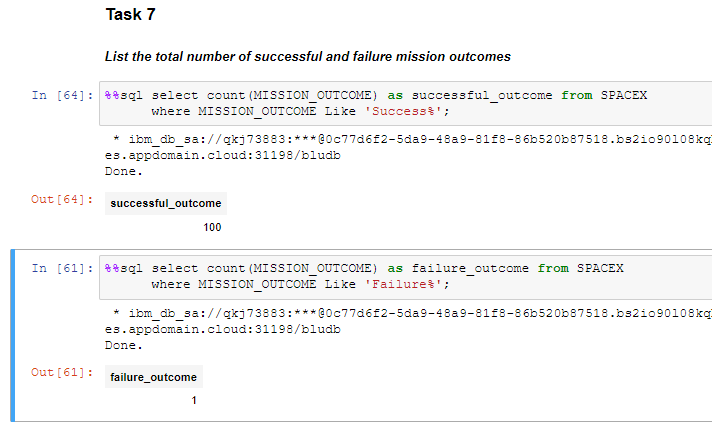 Task 7
List the total number of successful and failure mission outcomes
In [64]: %%sql select count(MISSION_OUTCOME) as successful_outcome from SPACEX
where MISSION_OUTCOME Like 'Success%';
* ibm_db_sa://qkj73883:***@0c77d6f2-5da9-48a9-81f8-86b520b87518.bs2io90l08kq
es.appdomain.cloud:31198/bludb
Done.
Out[64]: successful_outcome
100
In [61]: %%sql select count(MISSION_OUTCOME) as failure_outcome from SPACEX
where MISSION_OUTCOME Like 'Failure%';
* ibm_db_sa://qkj73883:***@0c77d6f2-5da9-48a9-81f8-86b520b87518.bs2io90l08kq
es.appdomain.cloud:31198/bludb
Done.
Out[61]: failure_outcome
1